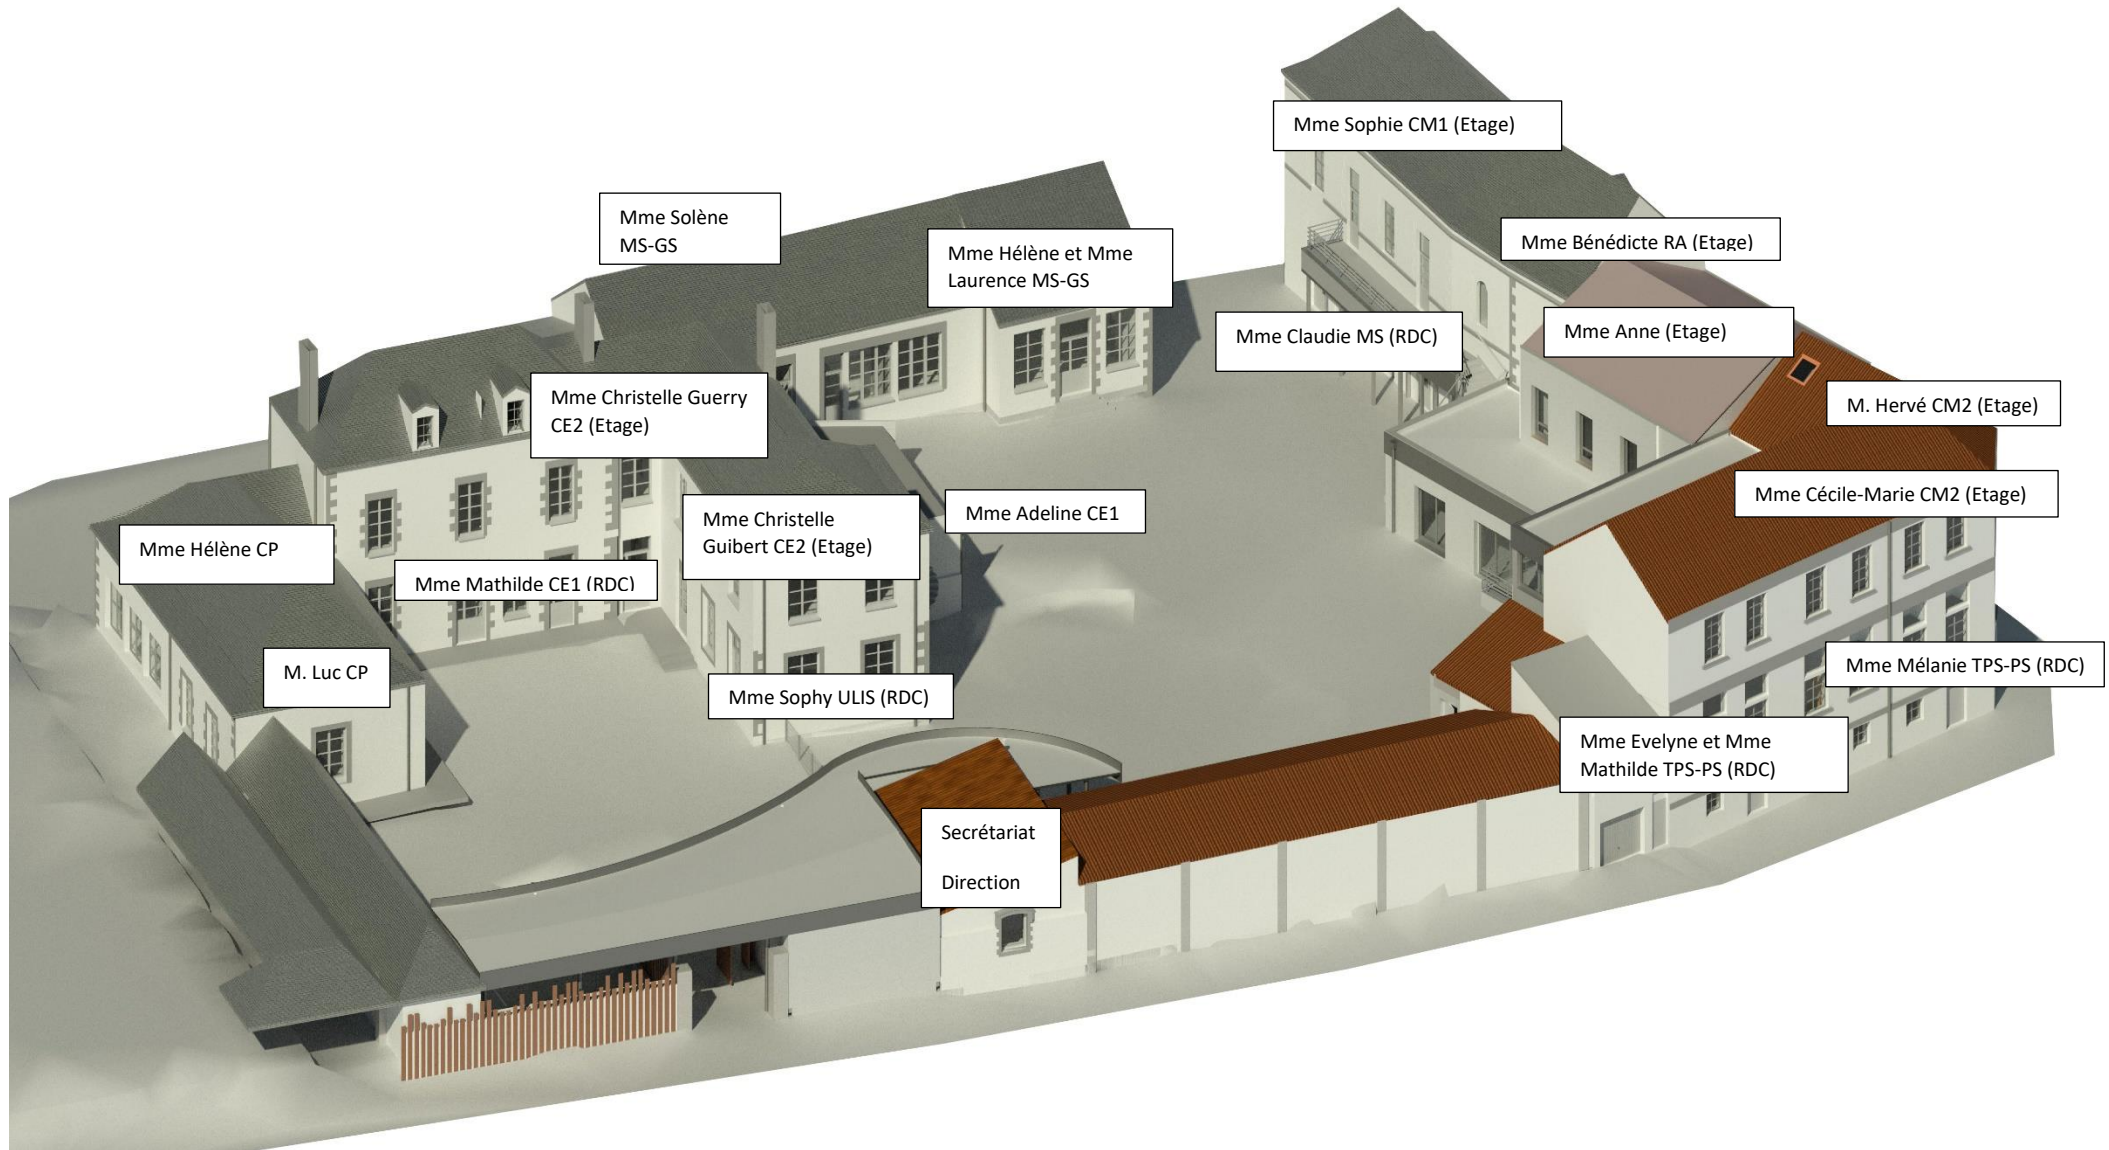 Mme Sophie CM1 (Etage)
Mme Solène
MS-GS
Mme Hélène et Mme
Laurence MS-GS
Mme Bénédicte RA (Etage)
Mme Claudie MS (RDC)
Mme Anne (Etage)
Mme Christelle Guerry
CE2 (Etage)
M. Hervé CM2 (Etage)
Mme Cécile-Marie CM2 (Etage)
Mme Christelle
Guibert CE2 (Etage)
Mme Adeline CE1
Mme Hélène CP
Mme Mathilde CE1 (RDC)
M. Luc CP
Mme Sophy ULIS (RDC)
Mme Mélanie TPS-PS (RDC)
Mme Evelyne et Mme
Mathilde TPS-PS (RDC)
Secrétariat
Direction